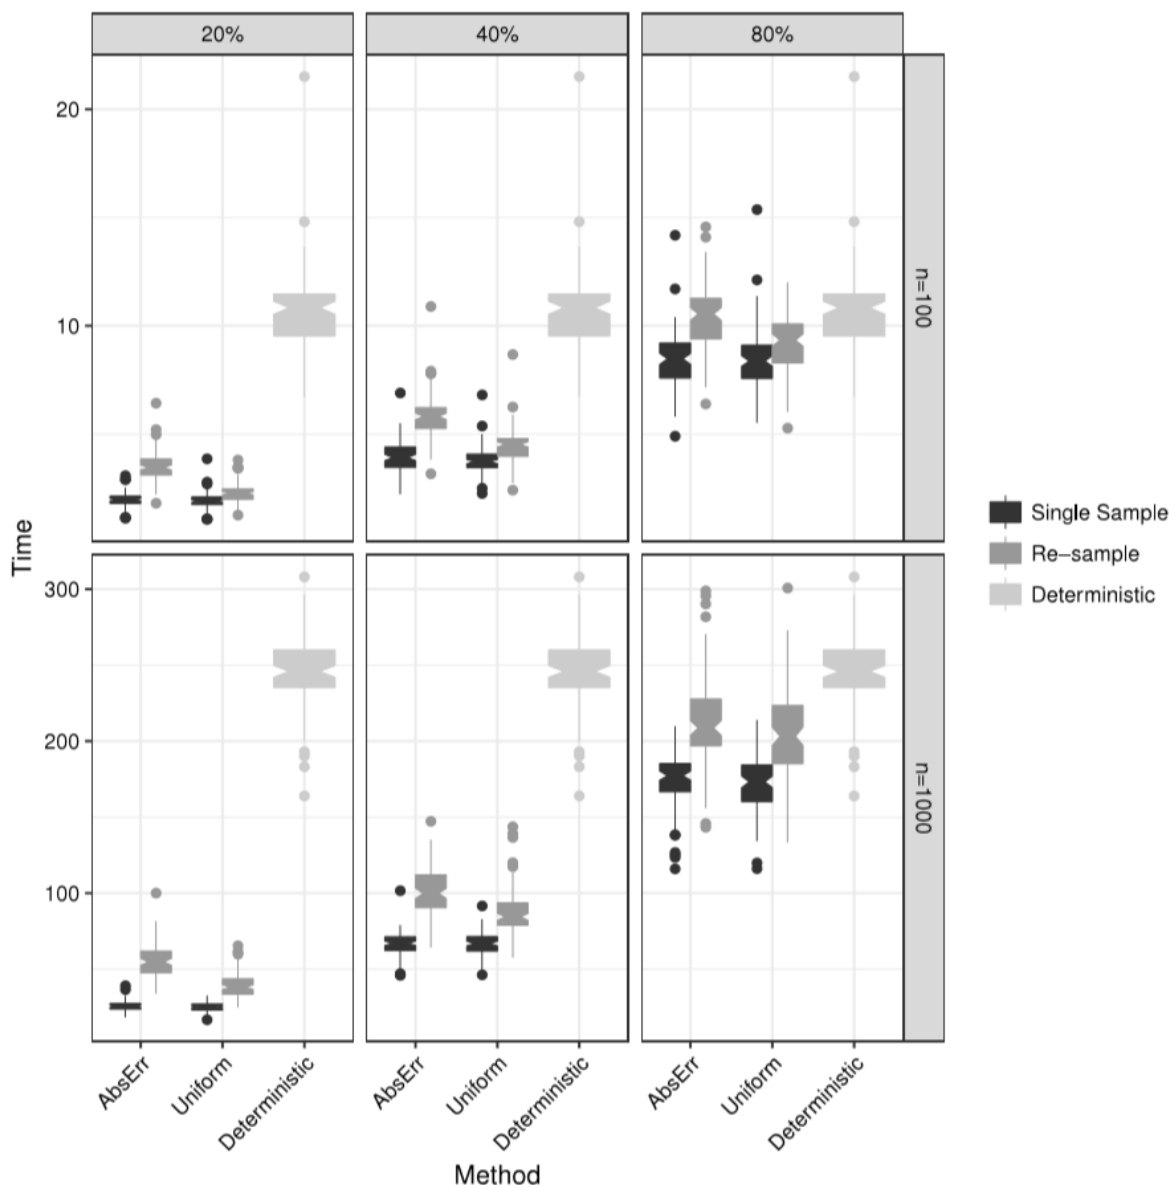 20%
40%
80%
20
10
n=100
Time
300
200
100
n=1000
Single Sample
Re-sample
Deterministic
AbsErr
Uniform
Deterministic
AbsErr
Uniform
Deterministic
AbsErr
Uniform
Deterministic
Method